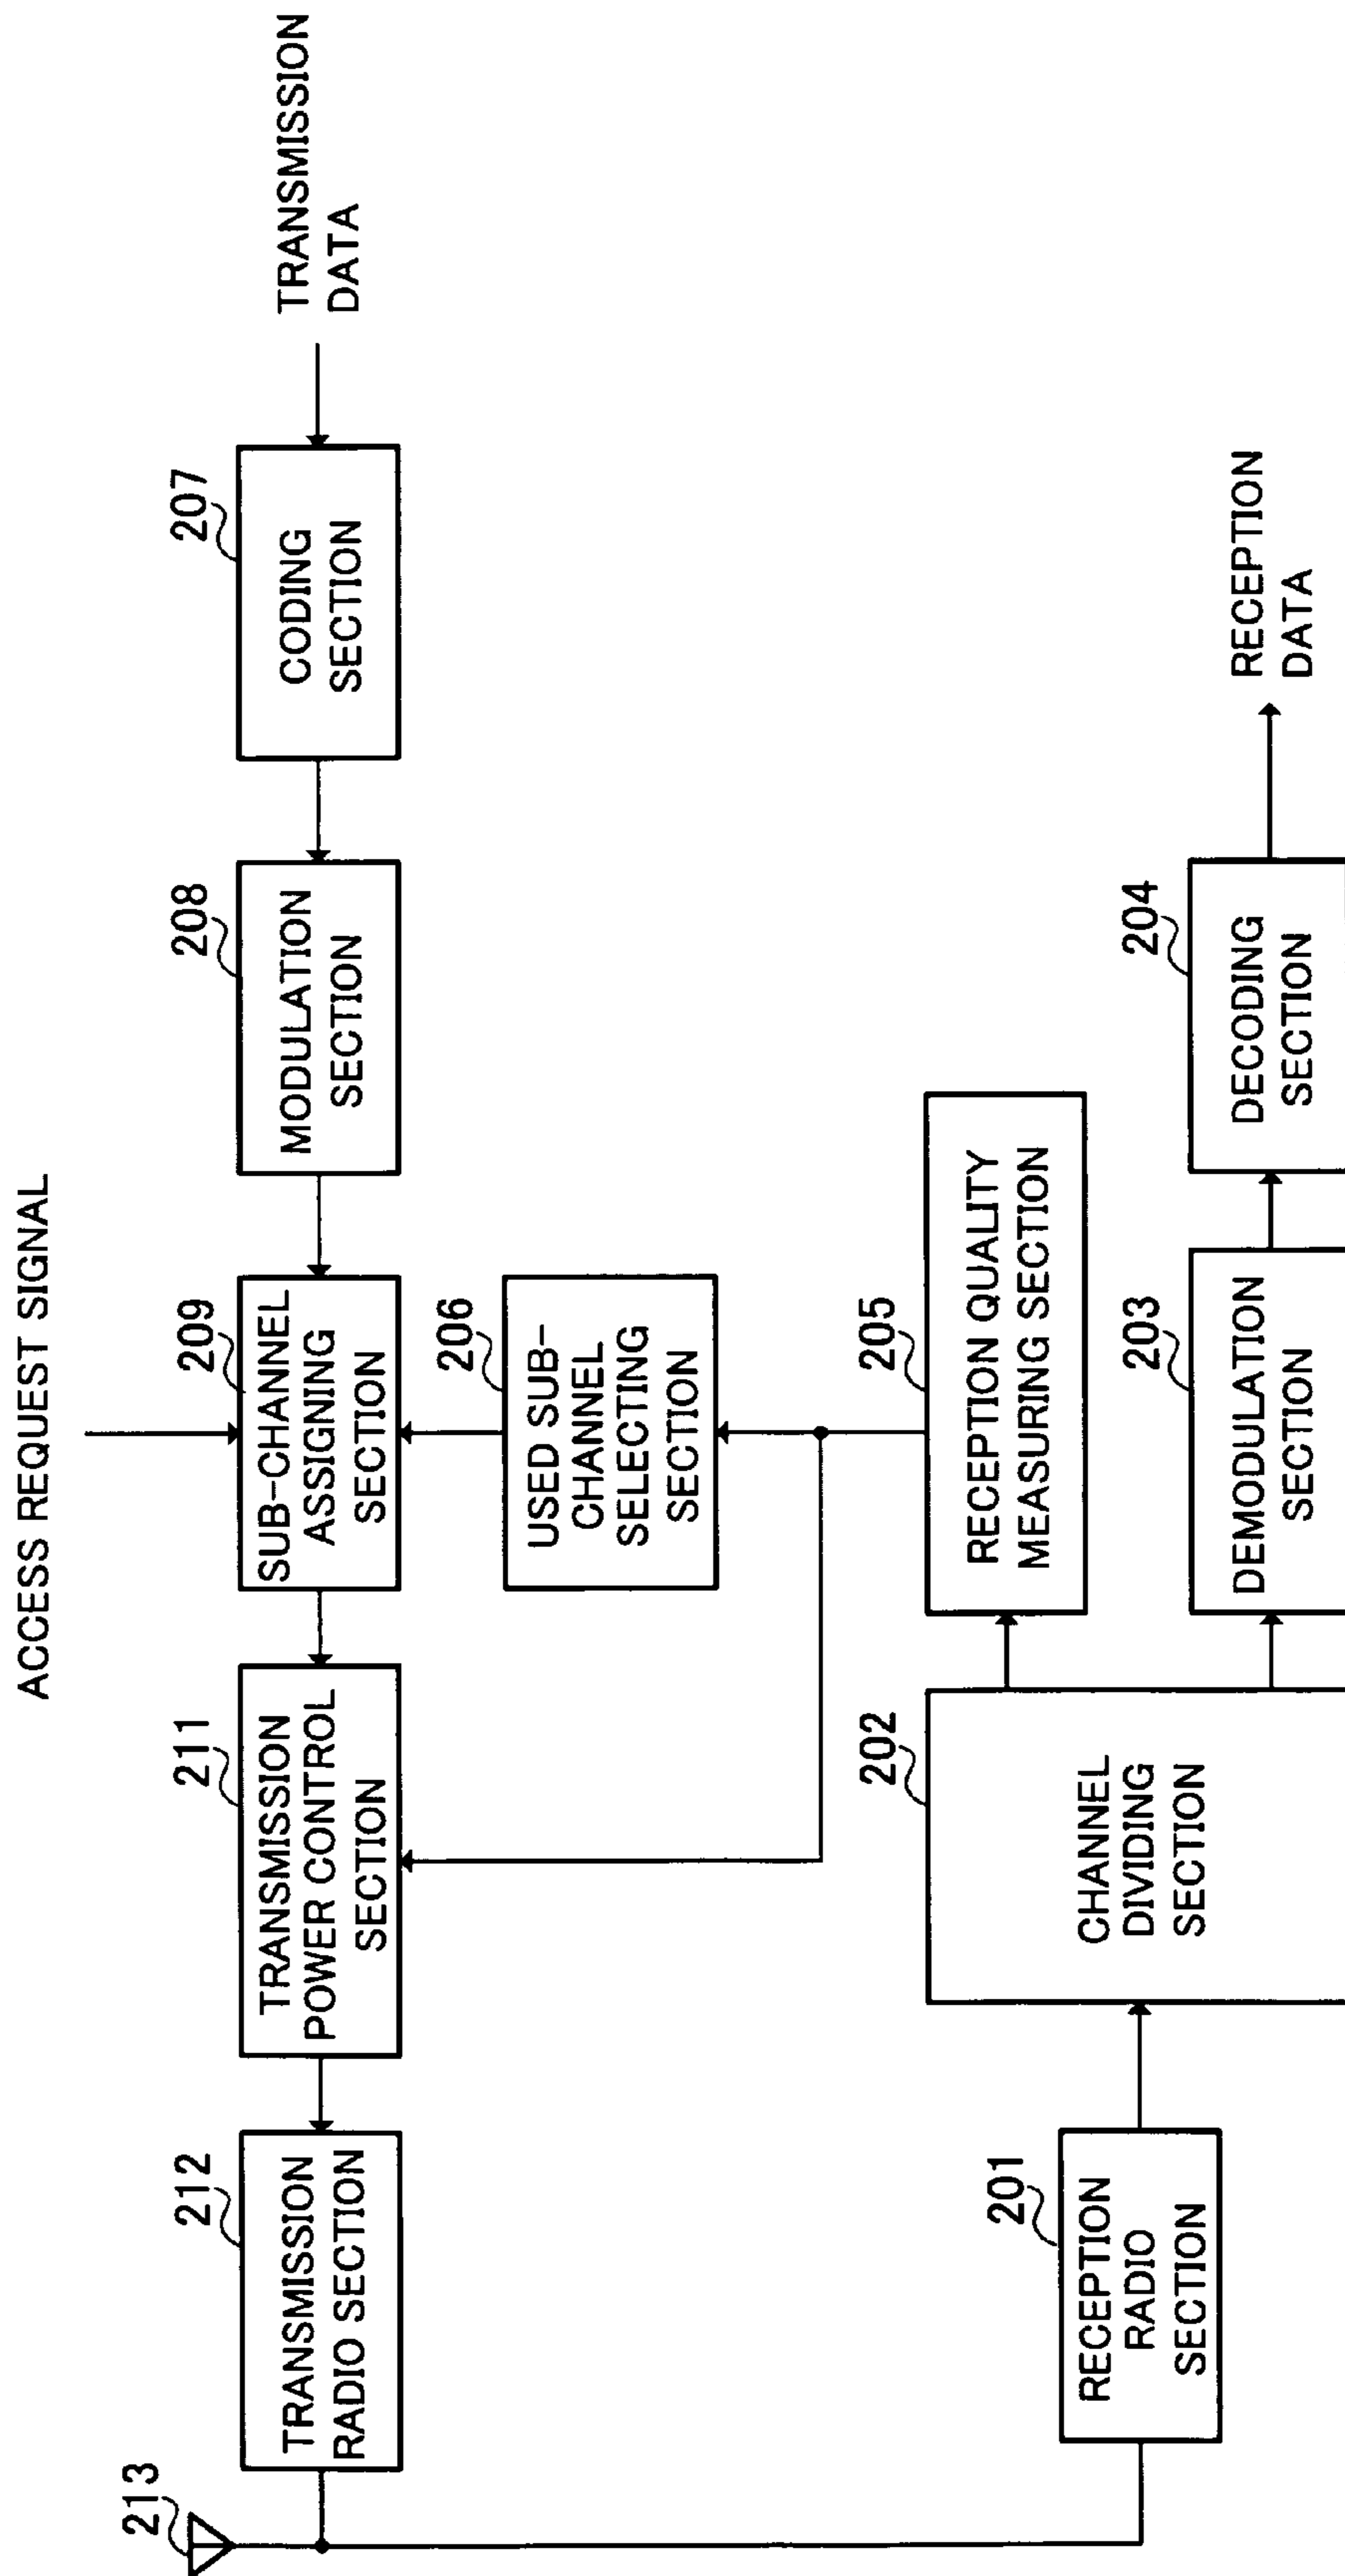 ACCESS REQUEST SIGNAL
213
212
TRANSMISSION
RADIO SECTION
211
TRANSMISSION
POWER CONTROL
SECTION
209
SUB-CHANNEL
ASSIGNING
SECTION
208
MODULATION
SECTION
207
CODING
SECTION
TRANSMISSION
DATA
206
USED SUB-
CHANNEL
SELECTING
SECTION
205
RECEPTION QUALITY
MEASURING SECTION
201
RECEPTION
RADIO
SECTION
202
CHANNEL
DIVIDING
SECTION
203
DEMODULATION
SECTION
204
DECODING
SECTION
RECEPTION
DATA